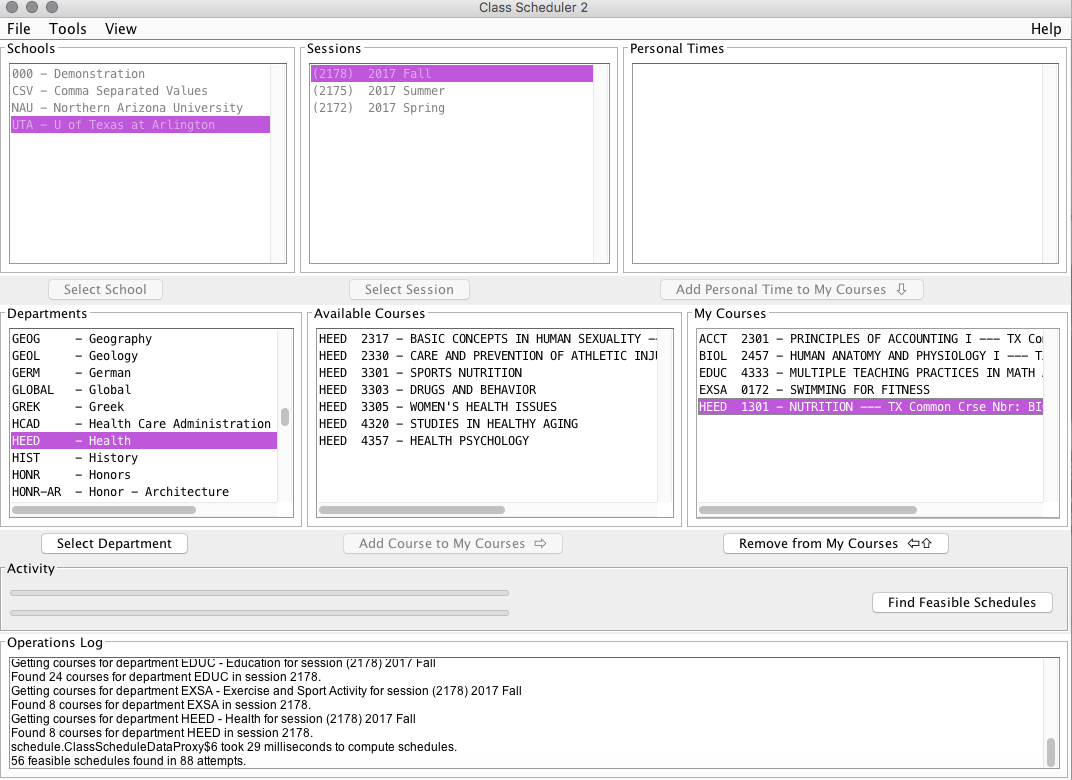 Class Scheduler 2
File Tools View Help
Schools
000 – Demonstration
CSV – Comma Separated Values
NAU – Northern Arizona University
UTA – U of Texas at Arlington
Sessions
(2178) 2017 Fall
(2175) 2017 Summer
(2172) 2017 Spring
Personal Times
Select School
Select Session
Add Personal Time to My Courses ⇩
Departments
GEOG – Geography
GEOL – Geology
GERM – German
GLOBAL – Global
GREK – Greek
HCAD – Health Care Administration
HEED – Health
HIST – History
HONR – Honors
HONR–AR – Honor – Architecture
Available Courses
HEED 2317 – BASIC CONCEPTS IN HUMAN SEXUALITY –
HEED 2330 – CARE AND PREVENTION OF ATHLETIC INJU
HEED 3301 – SPORTS NUTRITION
HEED 3303 – DRUGS AND BEHAVIOR
HEED 3305 – WOMEN'S HEALTH ISSUES
HEED 4320 – STUDIES IN HEALTHY AGING
HEED 4357 – HEALTH PSYCHOLOGY
My Courses
ACCT 2301 – PRINCIPLES OF ACCOUNTING I ––– TX Co
BIOL 2457 – HUMAN ANATOMY AND PHYSIOLOGY I ––– T
EDUC 4333 – MULTIPLE TEACHING PRACTICES IN MATH
EXSA 0172 – SWIMMING FOR FITNESS
HEED 1301 – NUTRITION ––– TX Common Crse Nbr: BI
Select Department
Add Course to My Courses ⇨
Remove from My Courses ⇦⇧
Activity
Find Feasible Schedules
Operations Log
Getting courses for department EDUC - Education for session (2178) 2017 Fall
Found 24 courses for department EDUC in session 2178.
Getting courses for department EXSA - Exercise and Sport Activity for session (2178) 2017 Fall
Found 8 courses for department EXSA in session 2178.
Getting courses for department HEED - Health for session (2178) 2017 Fall
Found 8 courses for department HEED in session 2178.
schedule.ClassScheduleDataProxy$6 took 29 milliseconds to compute schedules.
56 feasible schedules found in 88 attempts.